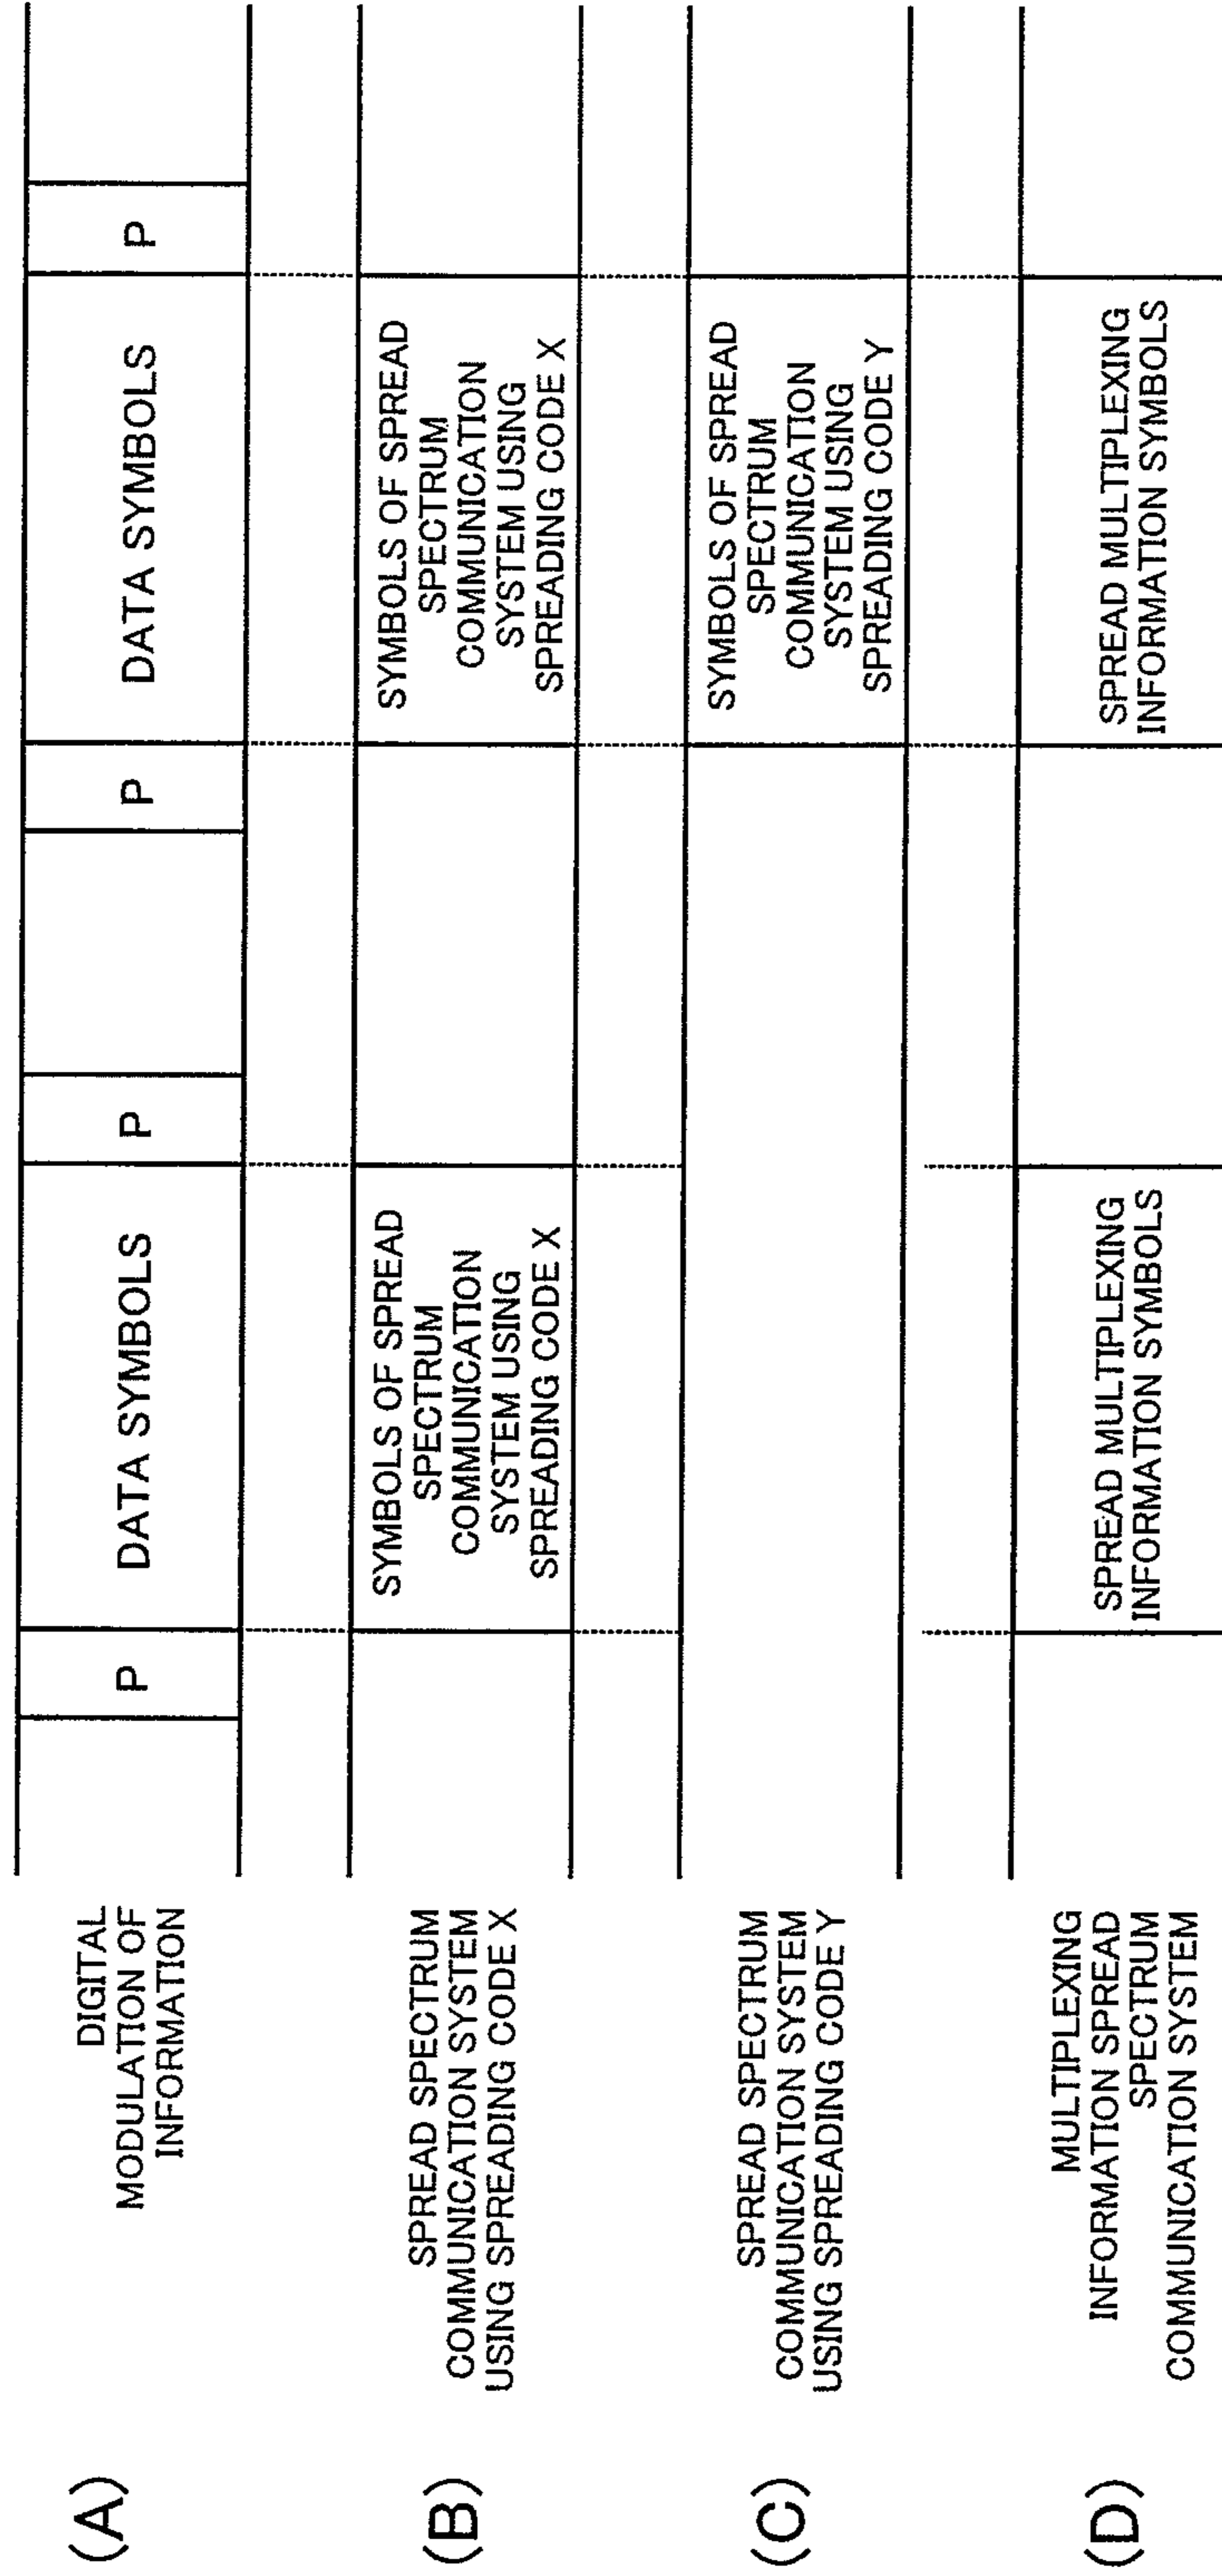 (A)
DIGITAL
MODULATION OF
INFORMATION
P
DATA SYMBOLS
P
P
DATA SYMBOLS
P
(B)
SPREAD SPECTRUM
COMMUNICATION SYSTEM
USING SPREADING CODE X
SYMBOLS OF SPREAD
SPECTRUM
COMMUNICATION
SYSTEM USING
SPREADING CODE X
SYMBOLS OF SPREAD
SPECTRUM
COMMUNICATION
SYSTEM USING
SPREADING CODE X
(C)
SPREAD SPECTRUM
COMMUNICATION SYSTEM
USING SPREADING CODE Y
SYMBOLS OF SPREAD
SPECTRUM
COMMUNICATION
SYSTEM USING
SPREADING CODE Y
(D)
MULTIPLEXING
INFORMATION SPREAD
SPECTRUM
COMMUNICATION SYSTEM
SPREAD MULTIPLEXING
INFORMATION SYMBOLS
SPREAD MULTIPLEXING
INFORMATION SYMBOLS